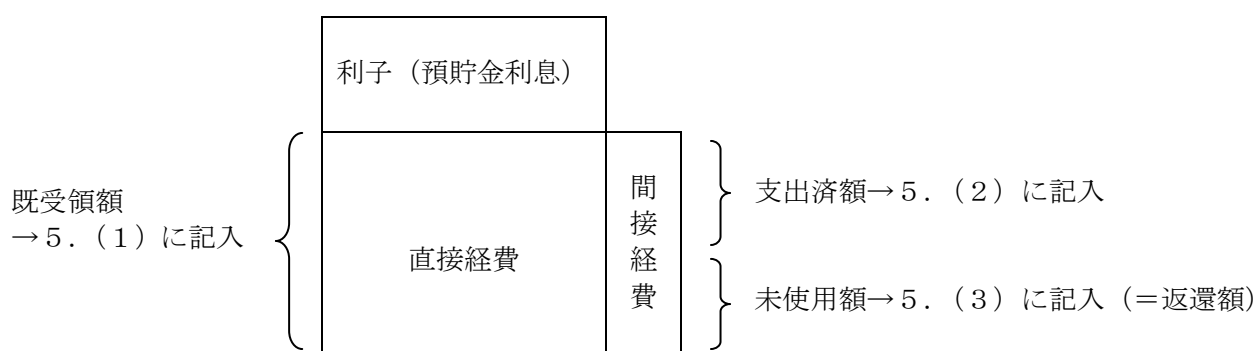 利子（預貯金利息）
既受領額
→５．（１）に記入
直接経費
間接経費
支出済額→５．（２）に記入
未使用額→５．（３）に記入（＝返還額）